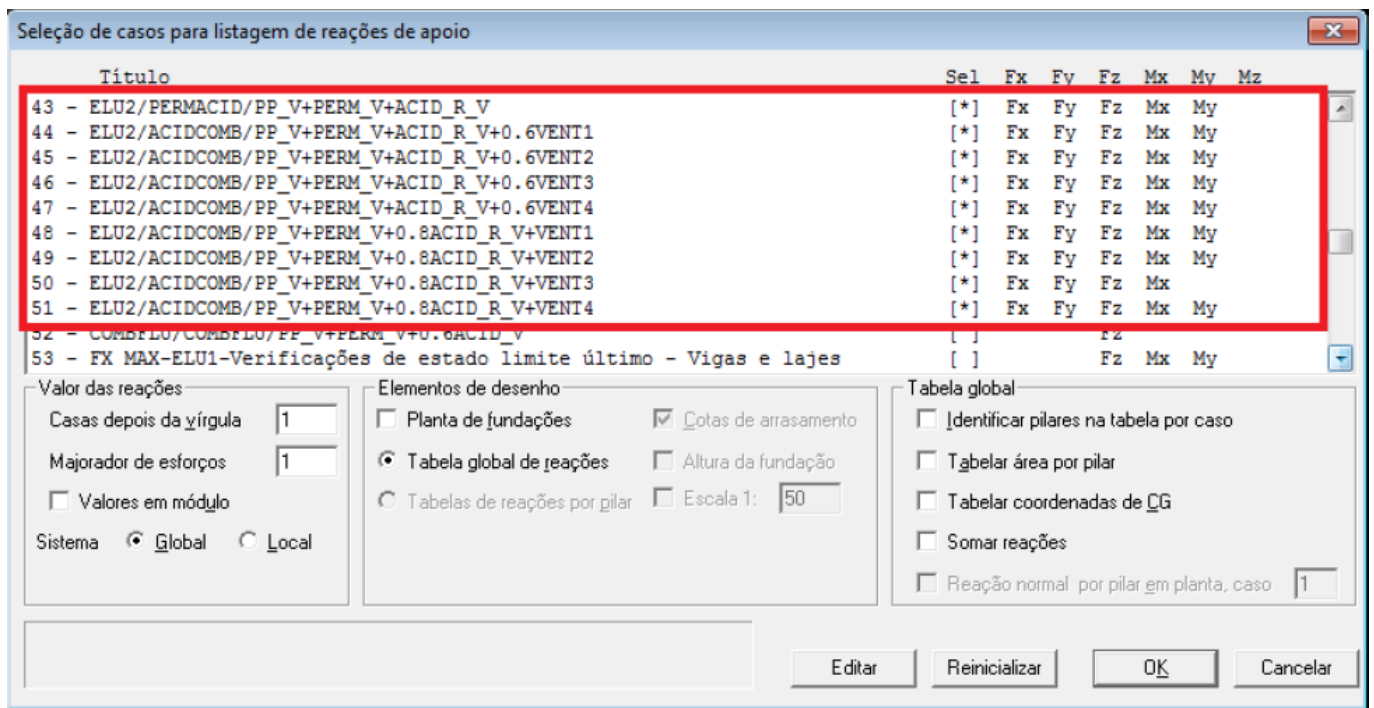 Seleção de casos para listagem de reações de apoio
Título Sel Fx Fy Fz Mx My Mz
43 - ELU2/PERMACID/PP_V+PERM_V+ACID_R_V [*] Fx Fy Fz Mx My
44 - ELU2/ACIDCOMB/PP_V+PERM_V+ACID_R_V+0.6VENT1 [*] Fx Fy Fz Mx My
45 - ELU2/ACIDCOMB/PP_V+PERM_V+ACID_R_V+0.6VENT2 [*] Fx Fy Fz Mx My
46 - ELU2/ACIDCOMB/PP_V+PERM_V+ACID_R_V+0.6VENT3 [*] Fx Fy Fz Mx My
47 - ELU2/ACIDCOMB/PP_V+PERM_V+ACID_R_V+0.6VENT4 [*] Fx Fy Fz Mx My
48 - ELU2/ACIDCOMB/PP_V+PERM_V+0.8ACID_R_V+VENT1 [*] Fx Fy Fz Mx My
49 - ELU2/ACIDCOMB/PP_V+PERM_V+0.8ACID_R_V+VENT2 [*] Fx Fy Fz Mx My
50 - ELU2/ACIDCOMB/PP_V+PERM_V+0.8ACID_R_V+VENT3 [*] Fx Fy Fz Mx
51 - ELU2/ACIDCOMB/PP_V+PERM_V+0.8ACID_R_V+VENT4 [*] Fx Fy Fz Mx My
52 - COMBFLU/COMBFLU/PP_V+PERM_V+0.6ACID_V [ ] Fz
53 - FX MAX-ELU1-Verificações de estado limite último - Vigas e lajes [ ] Fz Mx My
Valor das reações Elementos de desenho Tabela global
Casas depois da vírgula 1 Planta de fundações Cotas de arrasamento Identificar pilares na tabela por caso
Majorador de esforços 1 Tabela global de reações Altura da fundação Tabelar área por pilar
Valores em módulo Tabelas de reações por pilar Escala 1: 50 Tabelar coordenadas de CG
Sistema Global Local Somar reações
Reação normal por pilar em planta, caso 1
Editar Reinicializar OK Cancelar